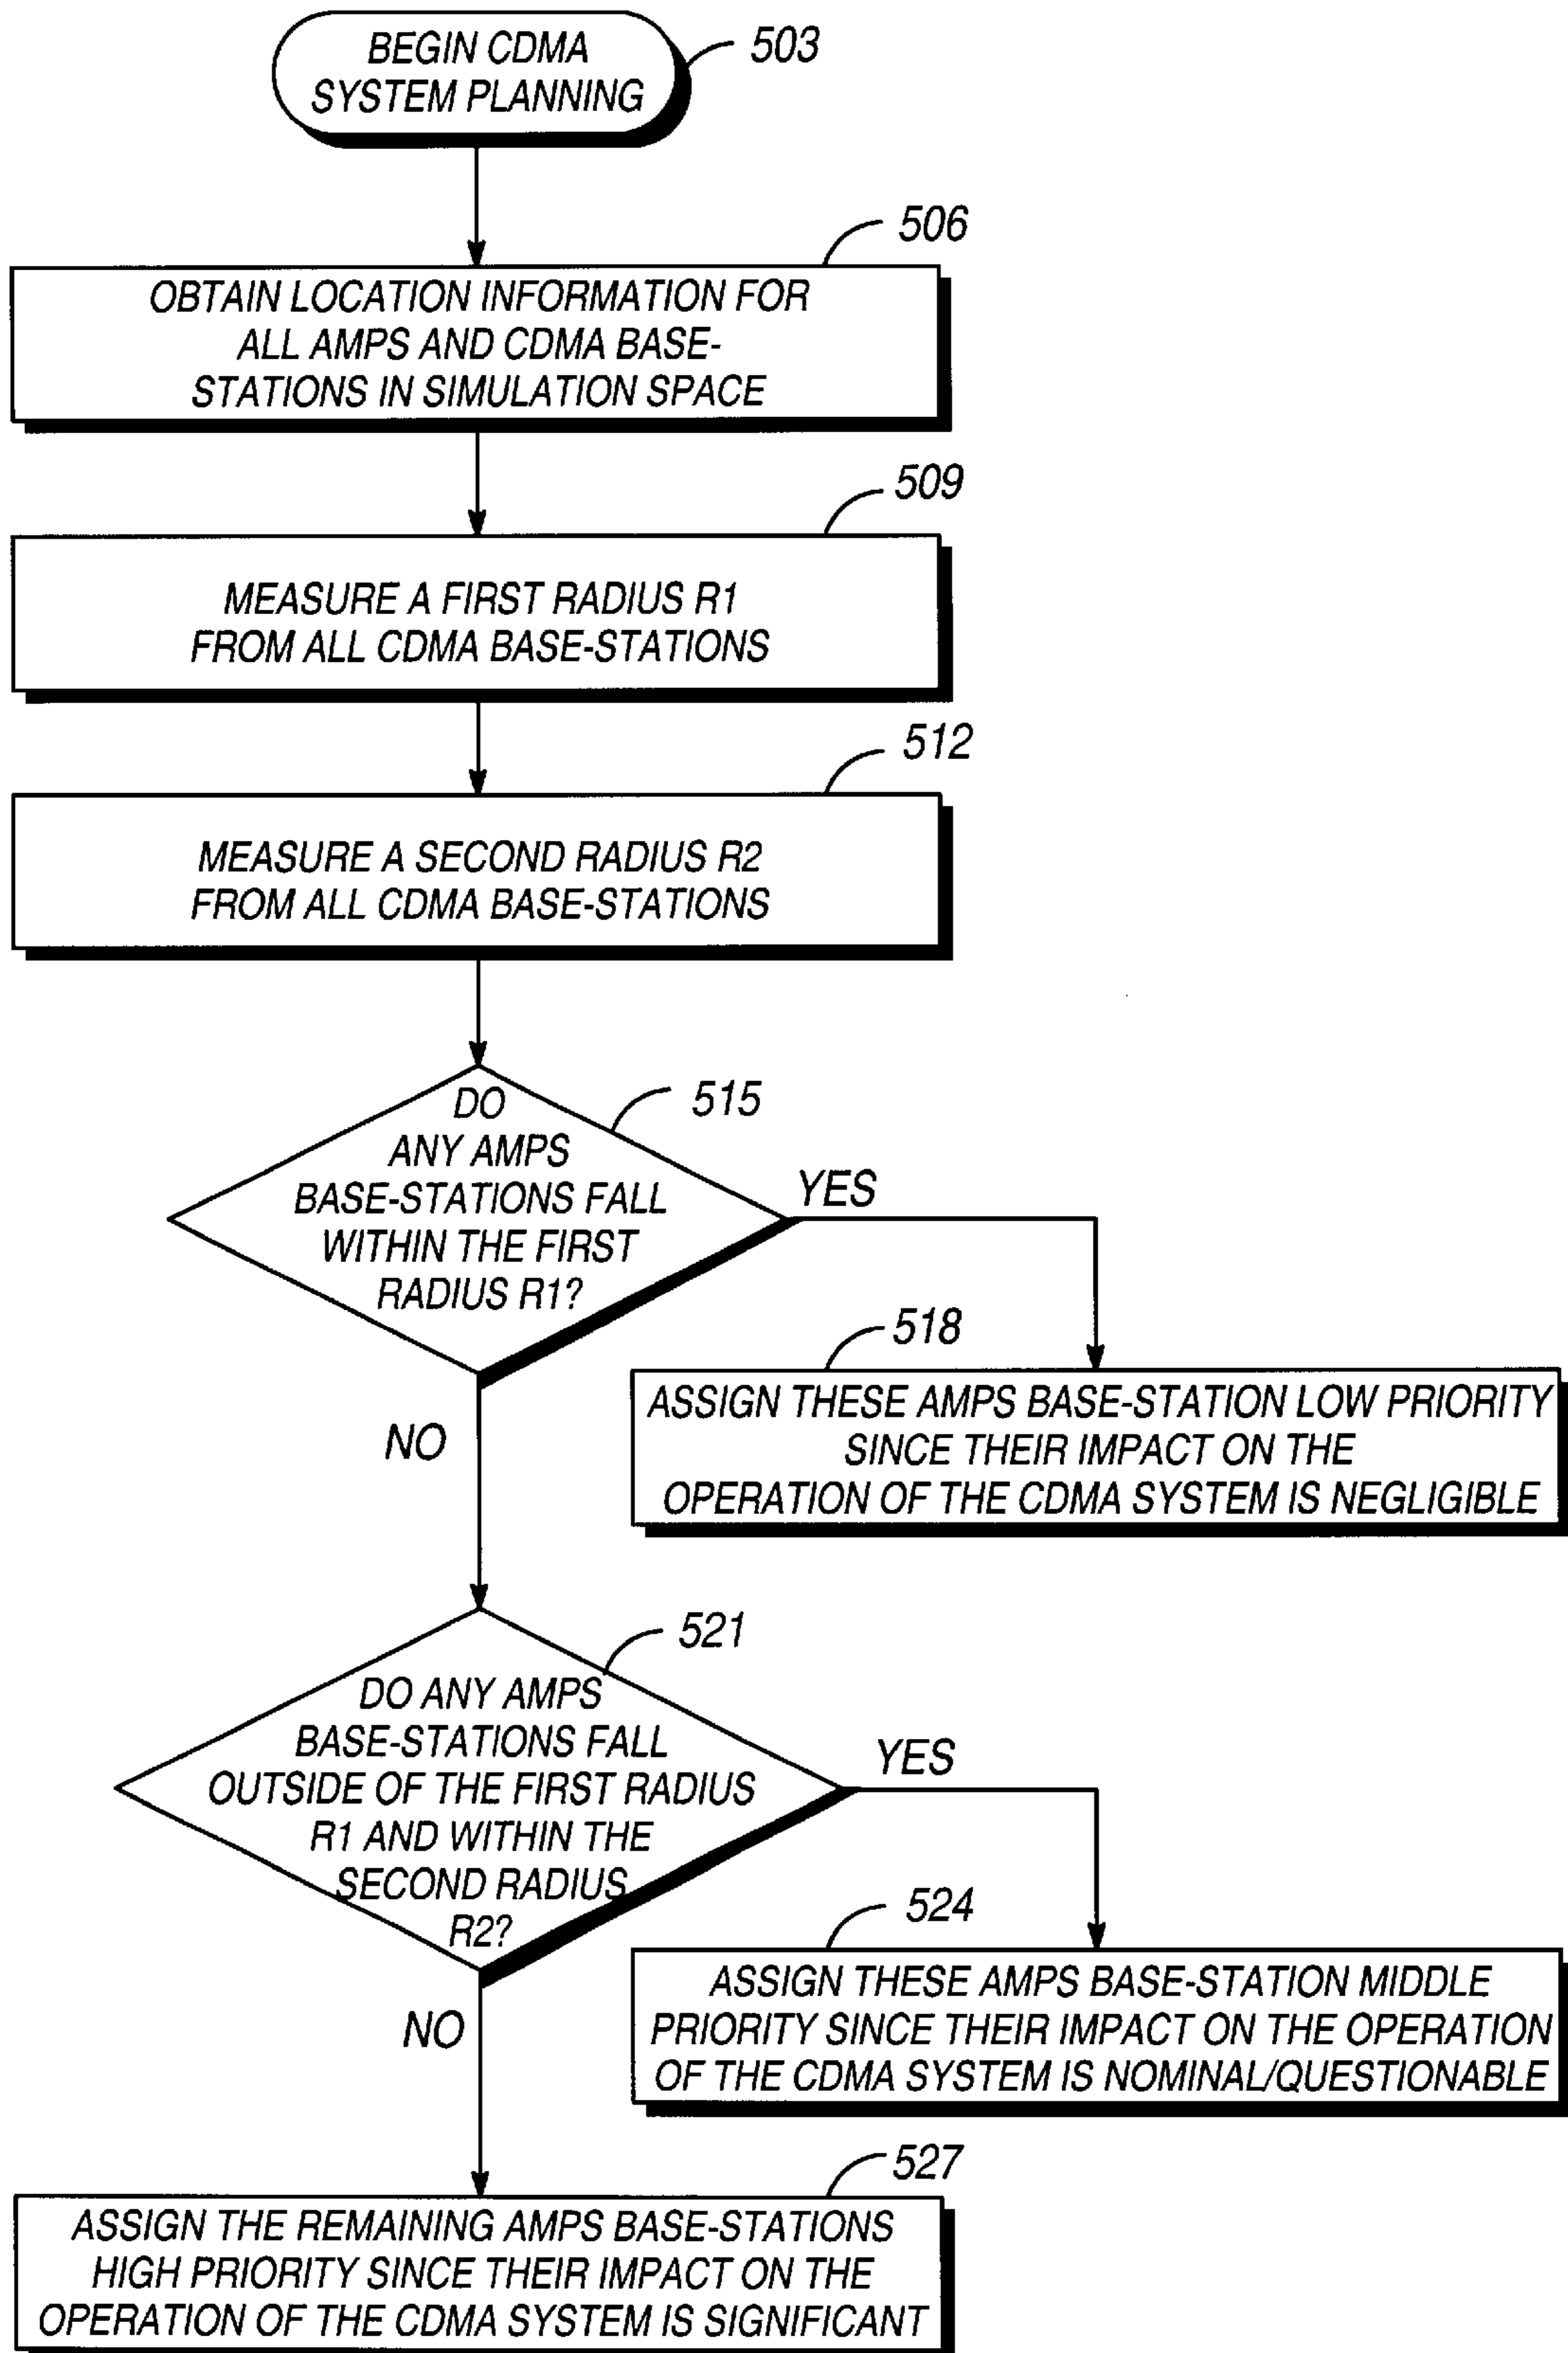 BEGIN CDMA
SYSTEM PLANNING
503
506
OBTAIN LOCATION INFORMATION FOR
ALL AMPS AND CDMA BASE-
STATIONS IN SIMULATION SPACE
509
MEASURE A FIRST RADIUS R1
FROM ALL CDMA BASE-STATIONS
512
MEASURE A SECOND RADIUS R2
FROM ALL CDMA BASE-STATIONS
515
DO
ANY AMPS
BASE-STATIONS FALL
WITHIN THE FIRST
RADIUS R1?
YES
518
ASSIGN THESE AMPS BASE-STATION LOW PRIORITY
SINCE THEIR IMPACT ON THE
OPERATION OF THE CDMA SYSTEM IS NEGLIGIBLE
NO
521
DO ANY AMPS
BASE-STATIONS FALL
OUTSIDE OF THE FIRST RADIUS
R1 AND WITHIN THE
SECOND RADIUS
R2?
YES
524
ASSIGN THESE AMPS BASE-STATION MIDDLE
PRIORITY SINCE THEIR IMPACT ON THE OPERATION
OF THE CDMA SYSTEM IS NOMINAL/QUESTIONABLE
NO
527
ASSIGN THE REMAINING AMPS BASE-STATIONS
HIGH PRIORITY SINCE THEIR IMPACT ON THE
OPERATION OF THE CDMA SYSTEM IS SIGNIFICANT